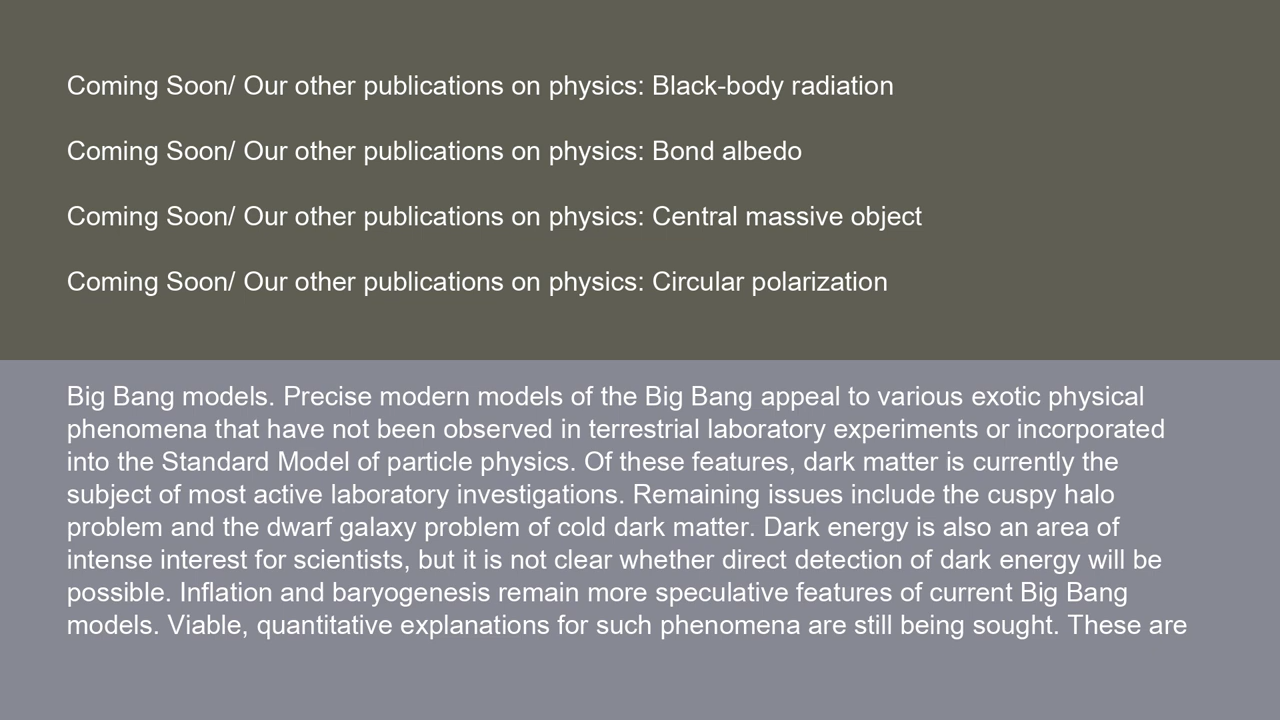 Coming Soon/ Our other publications on physics: Black-body radiation
Coming Soon/ Our other publications on physics: Bond albedo
Coming Soon/ Our other publications on physics: Central massive object
Coming Soon/ Our other publications on physics: Circular polarization
Big Bang models. Precise modern models of the Big Bang appeal to various exotic physical
phenomena that have not been observed in terrestrial laboratory experiments or incorporated
into the Standard Model of particle physics. Of these features, dark matter is currently the
subject of most active laboratory investigations. Remaining issues include the cuspy halo
problem and the dwarf galaxy problem of cold dark matter. Dark energy is also an area of
intense interest for scientists, but it is not clear whether direct detection of dark energy will be
possible. Inflation and baryogenesis remain more speculative features of current Big Bang
models. Viable, quantitative explanations for such phenomena are still being sought. These are